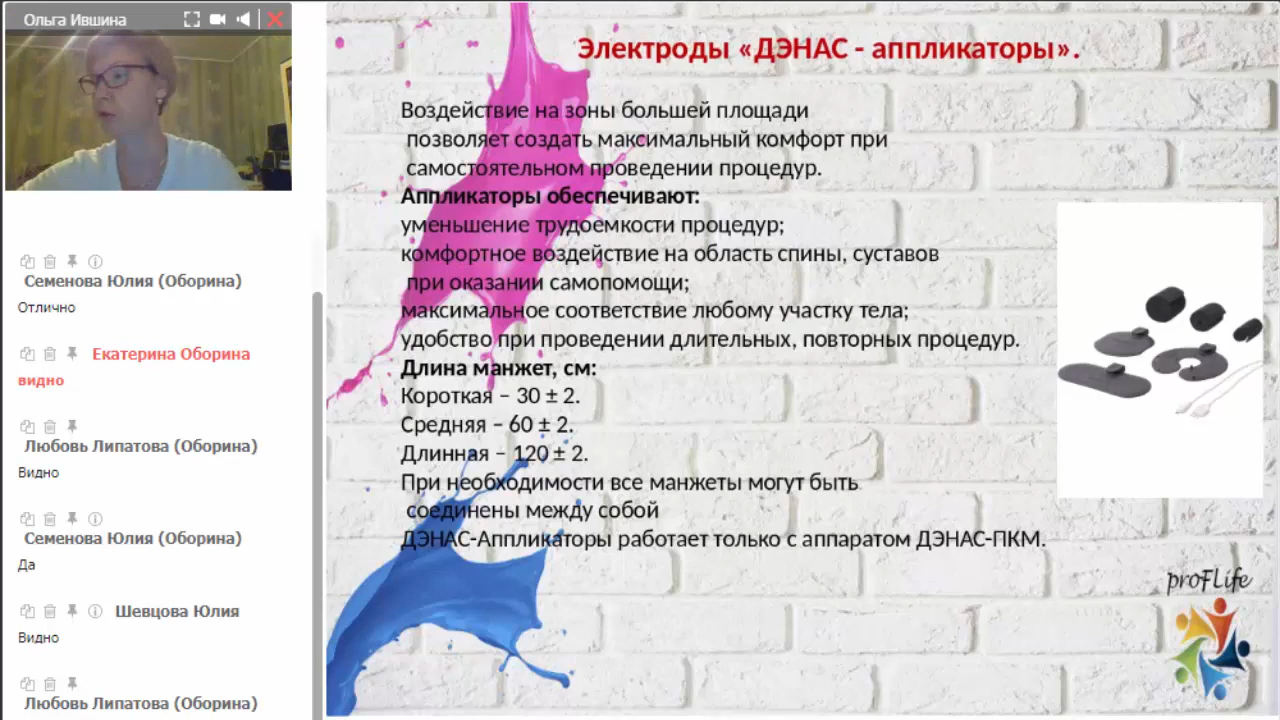 Ольга Ившина
Семенова Юлия (Оборина)
Отлично
Екатерина Оборина
видно
Любовь Липатова (Оборина)
Видно
Семенова Юлия (Оборина)
Да
Шевцова Юлия
Видно
Любовь Липатова (Оборина)
Электроды «ДЭНАС - аппликаторы».
Воздействие на зоны большей площади
позволяет создать максимальный комфорт при
самостоятельном проведении процедур.
Аппликаторы обеспечивают:
уменьшение трудоемкости процедур;
комфортное воздействие на область спины, суставов
при оказании самопомощи;
максимальное соответствие любому участку тела;
удобство при проведении длительных, повторных процедур.
Длина манжет, см:
Короткая – 30 ± 2.
Средняя – 60 ± 2.
Длинная – 120 ± 2.
При необходимости все манжеты могут быть
соединены между собой
ДЭНАС-Аппликаторы работает только с аппаратом ДЭНАС-ПКМ.
proFLife